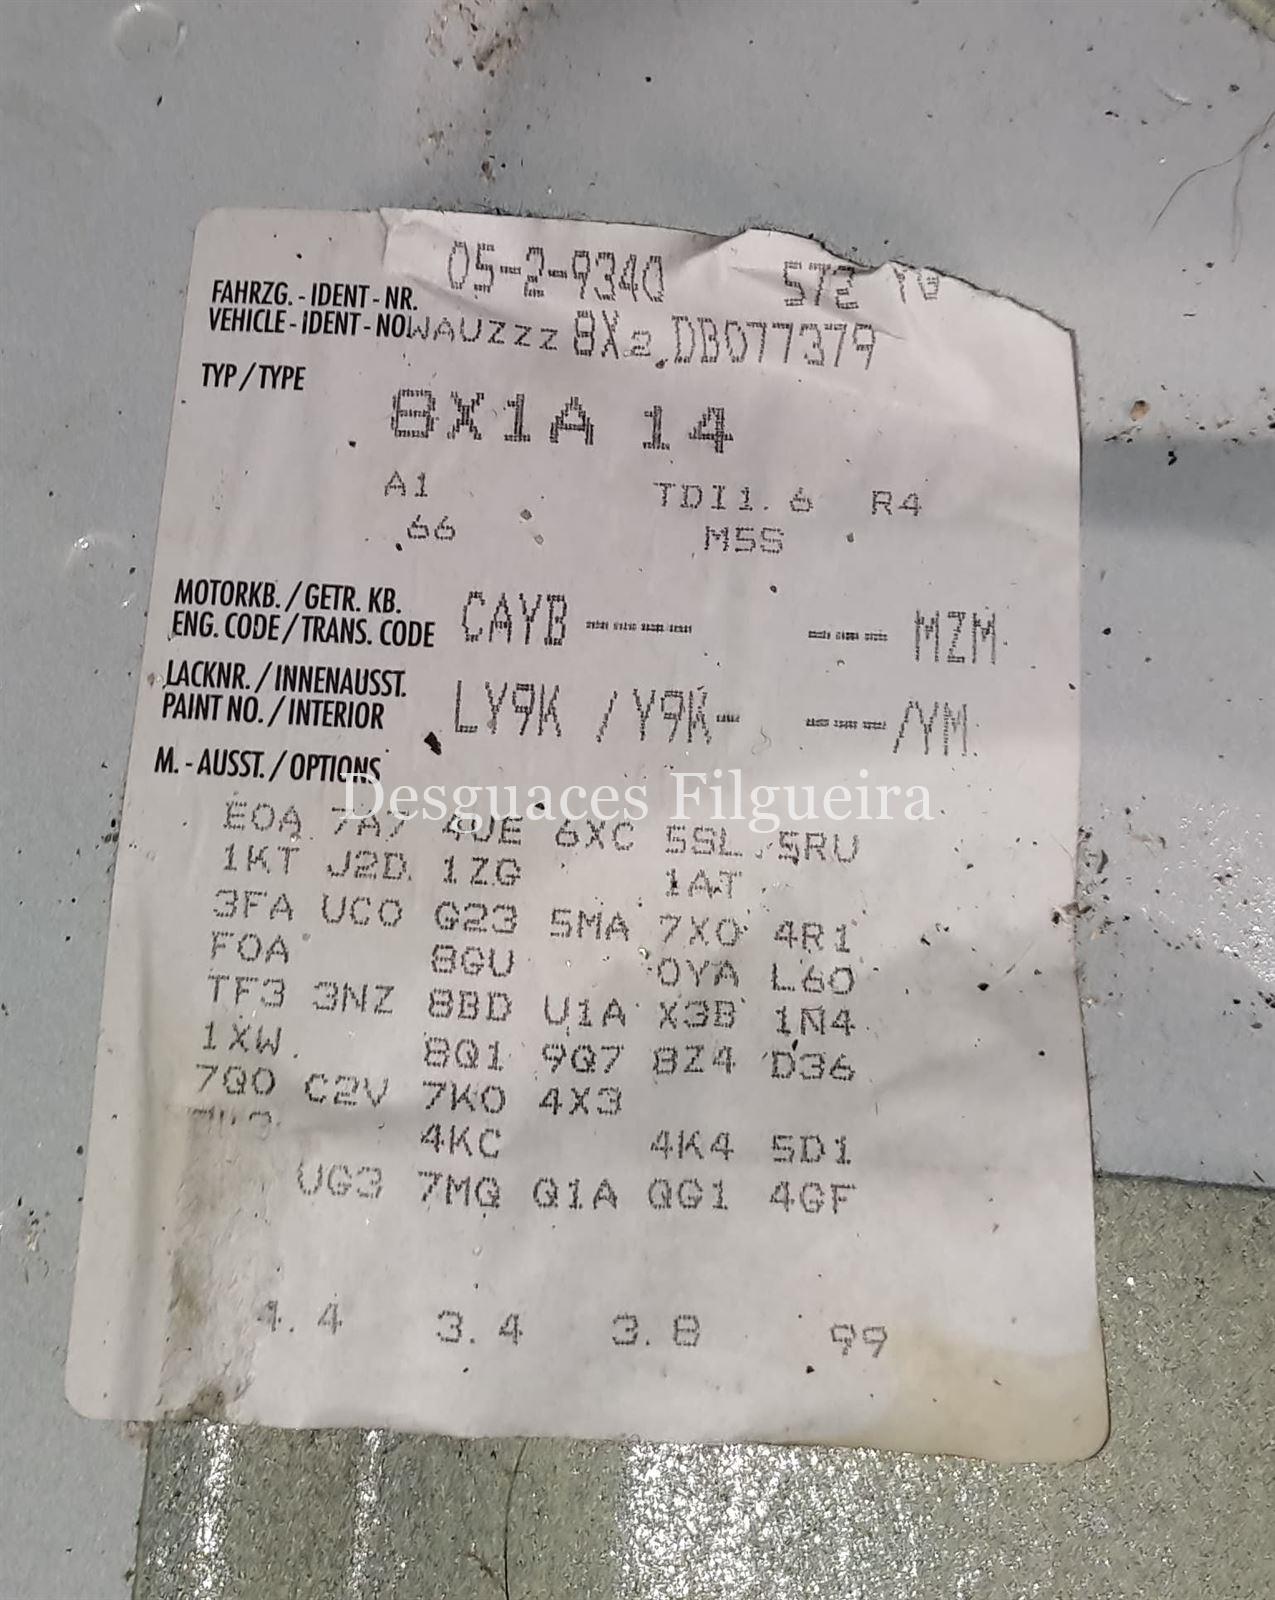 05-2-9340 572
FAHRZG. - IDENT - NR.
VEHICLE - IDENT - NO. WAUZZZ 8X2 DB077379
TYP / TYPE
8X1A 14
A1 TDI1.6 R4
66 M5S
MOTORKB. / GETR. KB.
ENG. CODE / TRANS. CODE CAYB------- ---- MZM
LACKNR. / INNENAUSST.
PAINT NO. / INTERIOR LY9K / Y9K- ----/YM
M. - AUSST. / OPTIONS
Desguaces Filgueira
E0A 7A7 4UE 6XC 5SL 5RU
1KT J2D 1ZG 1AT
3FA UC0 G23 5MA 7X0 4R1
F0A 8GU 0YA L60
TF3 3NZ 8BD U1A X3B 1N4
1XW 8Q1 9Q7 8Z4 D36
7Q0 C2V 7K0 4X3
4KC 4K4 5D1
UG3 7MG Q1A QG1 4GF
4.4 3.4 3.8 99